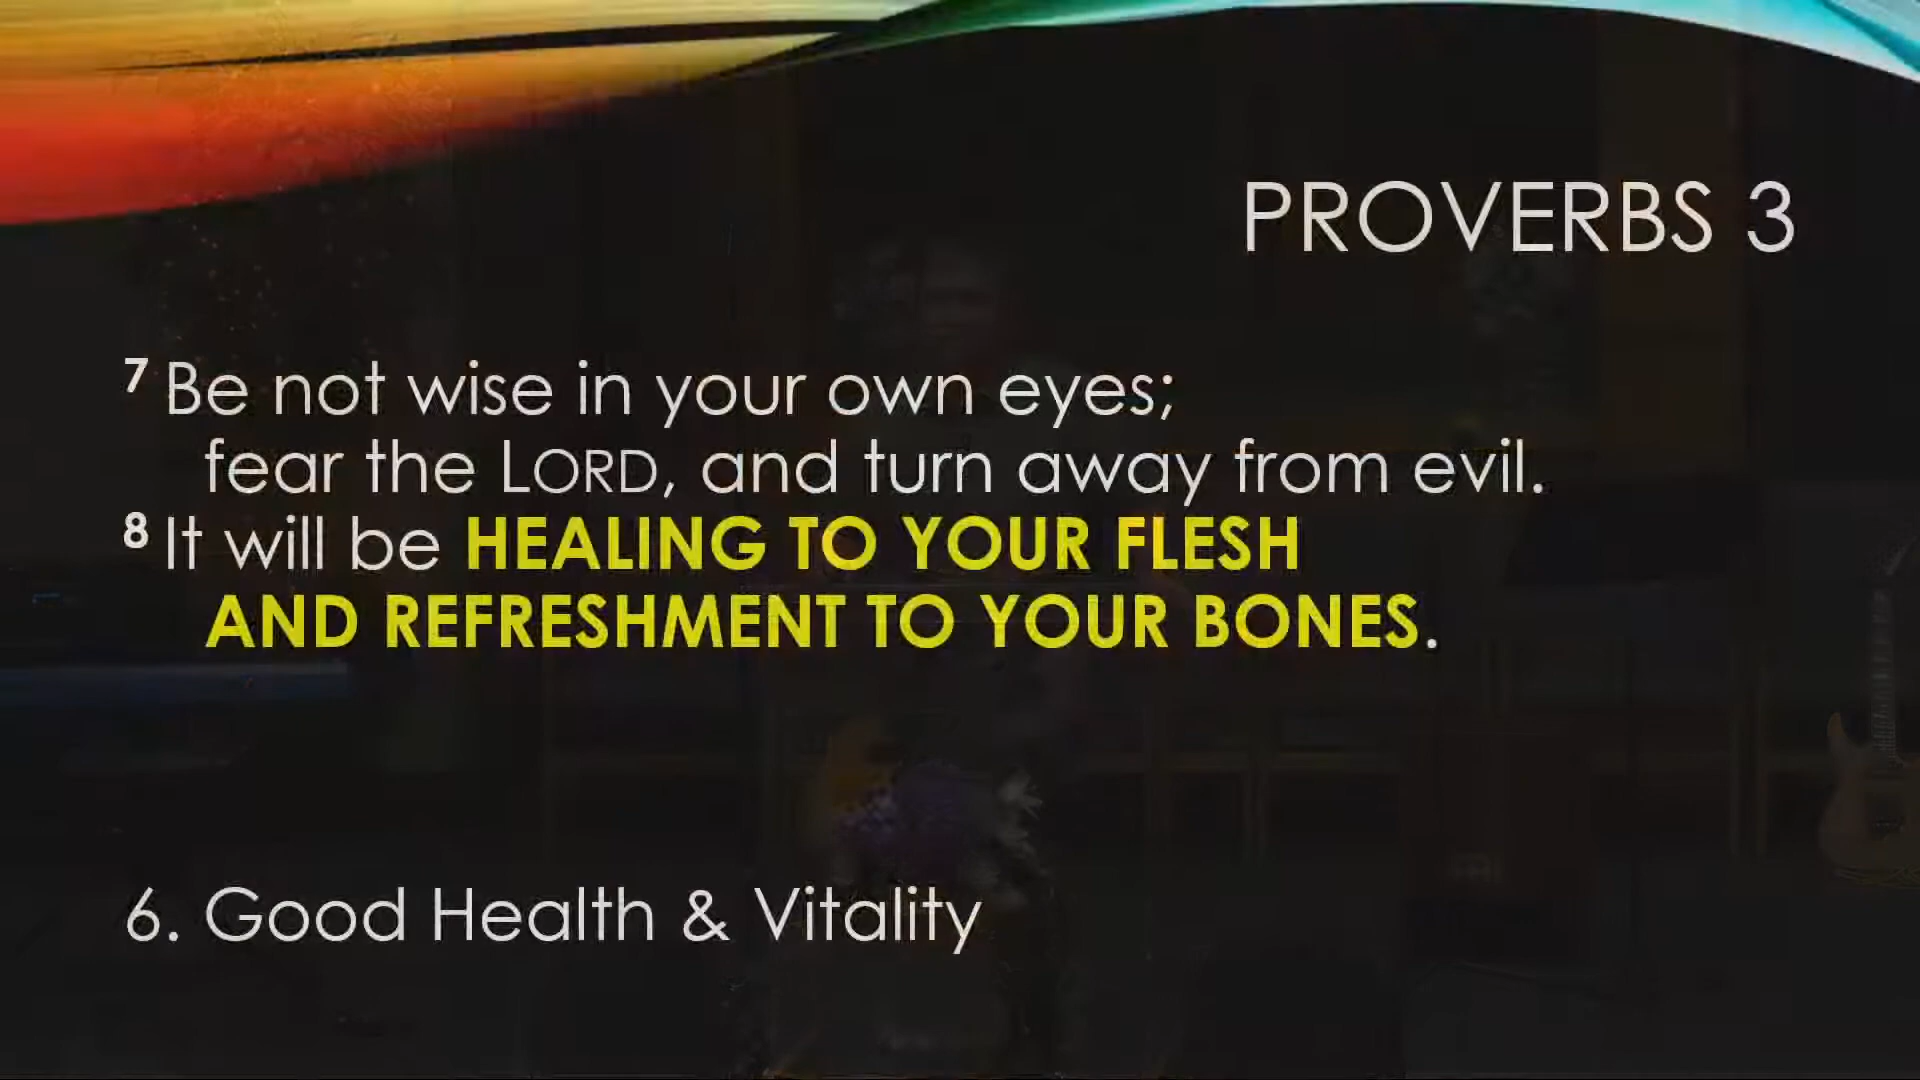 PROVERBS 3
7 Be not wise in your own eyes;
fear the LORD, and turn away from evil.
8 It will be HEALING TO YOUR FLESH
AND REFRESHMENT TO YOUR BONES.
6. Good Health & Vitality